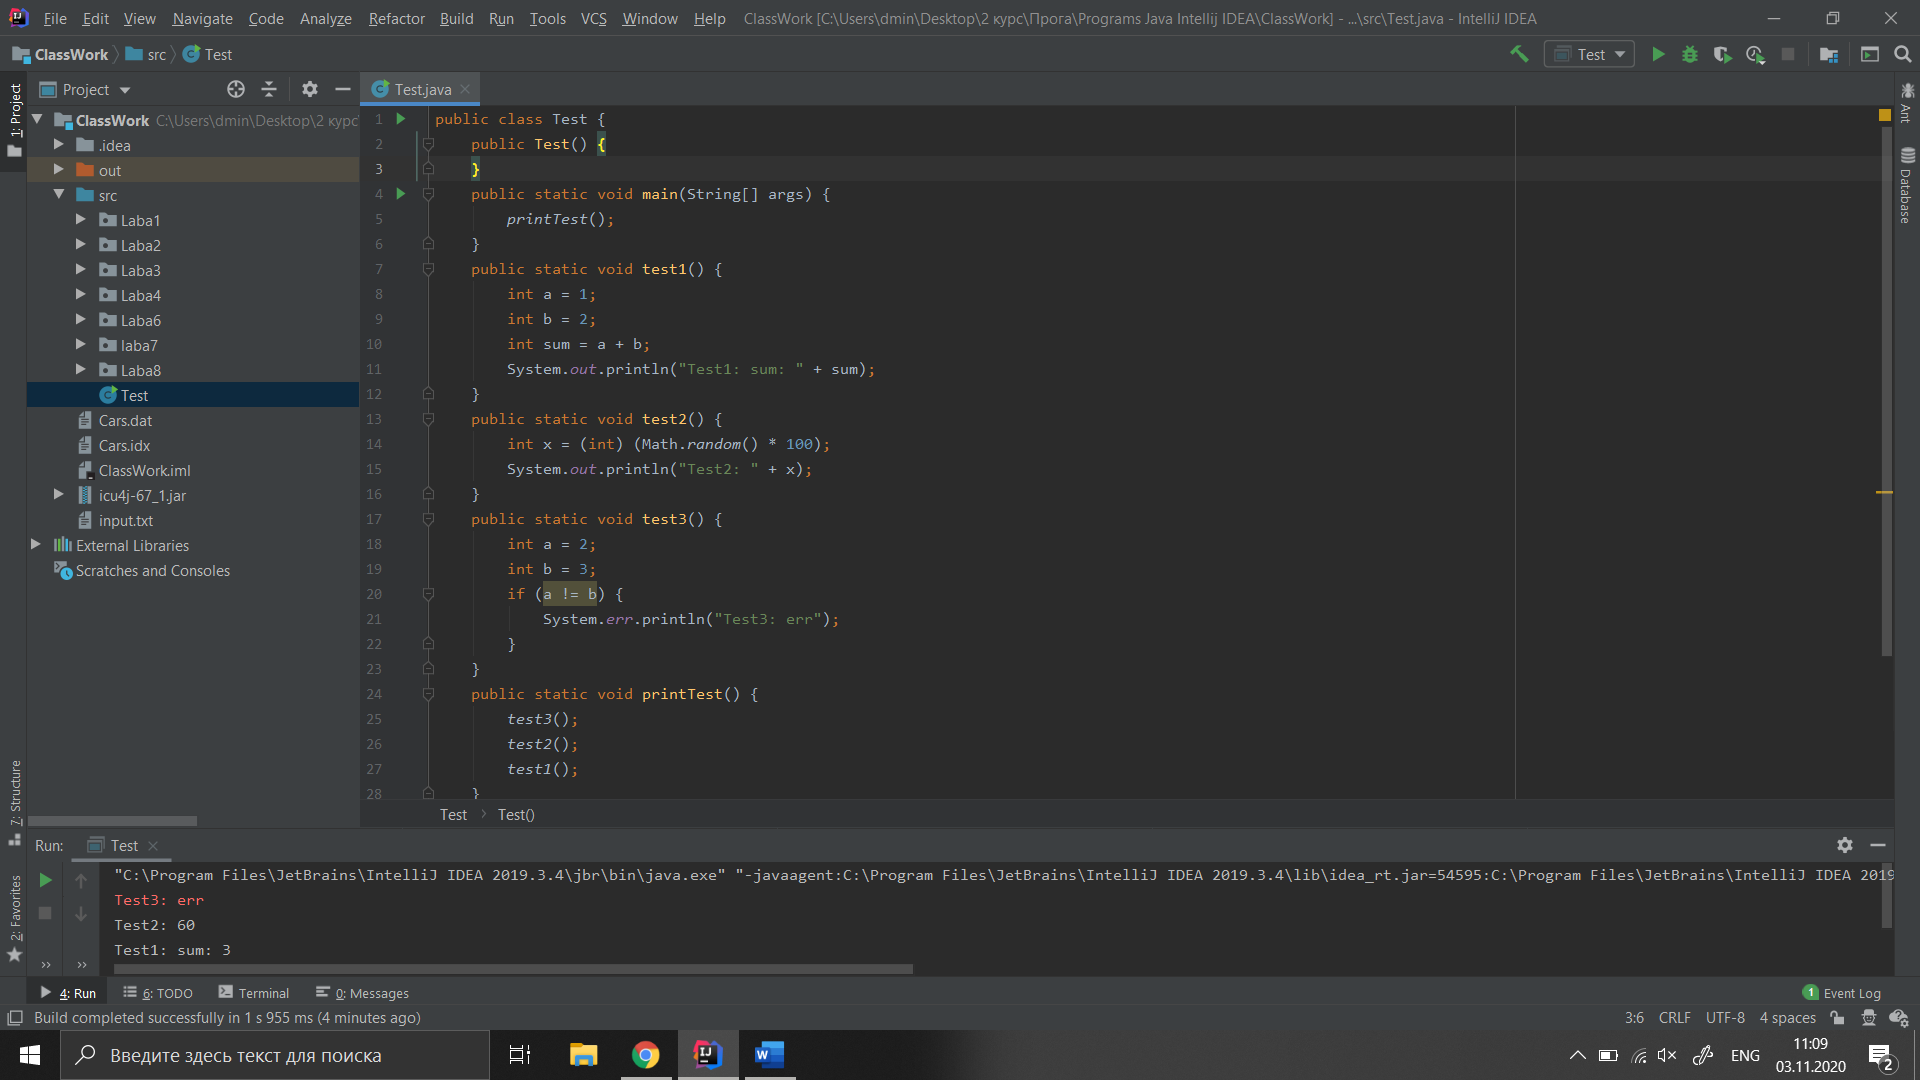 File Edit View Navigate Code Analyze Refactor Build Run Tools VCS Window Help ClassWork [C:\Users\dmin\Desktop\2 курс\Прога\Programs Java Intellij IDEA\ClassWork] - ...\src\Test.java - IntelliJ IDEA
ClassWork src Test
Test
1: Project
Project
Test.java
Ant
Database
ClassWork C:\Users\dmin\Desktop\2 курс
.idea
out
src
Laba1
Laba2
Laba3
Laba4
Laba6
laba7
Laba8
Test
Cars.dat
Cars.idx
ClassWork.iml
icu4j-67_1.jar
input.txt
External Libraries
Scratches and Consoles
1 public class Test {
2 public Test() {
3 }
4 public static void main(String[] args) {
5 printTest();
6 }
7 public static void test1() {
8 int a = 1;
9 int b = 2;
10 int sum = a + b;
11 System.out.println("Test1: sum: " + sum);
12 }
13 public static void test2() {
14 int x = (int) (Math.random() * 100);
15 System.out.println("Test2: " + x);
16 }
17 public static void test3() {
18 int a = 2;
19 int b = 3;
20 if (a != b) {
21 System.err.println("Test3: err");
22 }
23 }
24 public static void printTest() {
25 test3();
26 test2();
27 test1();
28 }
Test Test()
7: Structure
2: Favorites
Run: Test
"C:\Program Files\JetBrains\IntelliJ IDEA 2019.3.4\jbr\bin\java.exe" "-javaagent:C:\Program Files\JetBrains\IntelliJ IDEA 2019.3.4\lib\idea_rt.jar=54595:C:\Program Files\JetBrains\IntelliJ IDEA 2019
Test3: err
Test2: 60
Test1: sum: 3
4: Run 6: TODO Terminal 0: Messages 1 Event Log
Build completed successfully in 1 s 955 ms (4 minutes ago) 3:6 CRLF UTF-8 4 spaces
Введите здесь текст для поиска
ENG
11:09
03.11.2020
2